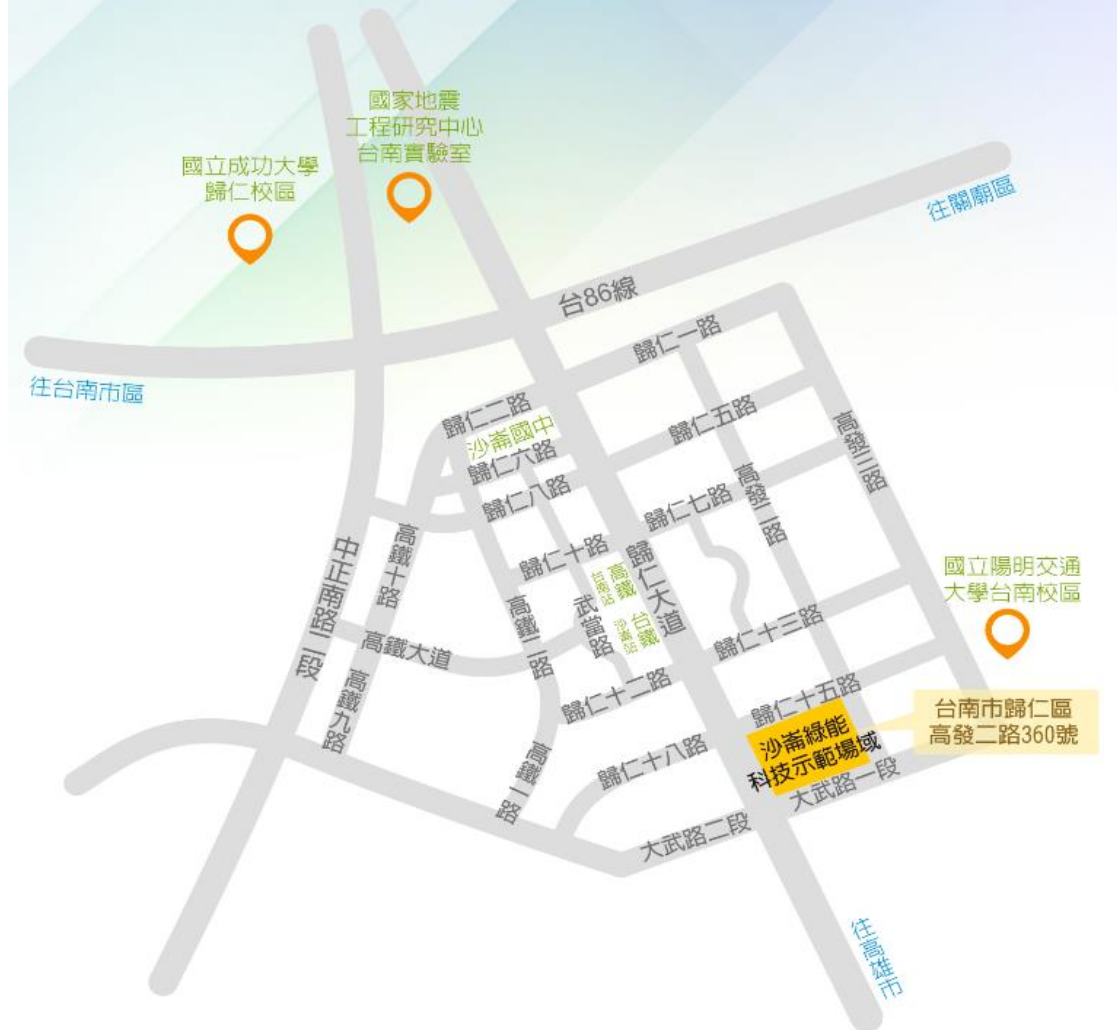 國家地震
工程研究中心
台南實驗室
國立成功大學
歸仁校區
往關廟區
台86線
往台南市區
歸仁一路
歸仁二路
沙崙國中
歸仁六路
歸仁五路
高發三路
歸仁八路
歸仁七路
高發二路
高鐵十路
中正南路二段
歸仁十路
歸仁大道
高鐵
台南站
台鐵
沙崙站
武當路
高鐵二路
國立陽明交通
大學台南校區
高鐵大道
歸仁十三路
高鐵九路
歸仁十二路
歸仁十五路
台南市歸仁區
高發二路360號
沙崙綠能
科技示範場域
歸仁十八路
高鐵一路
大武路一段
大武路二段
往高雄市